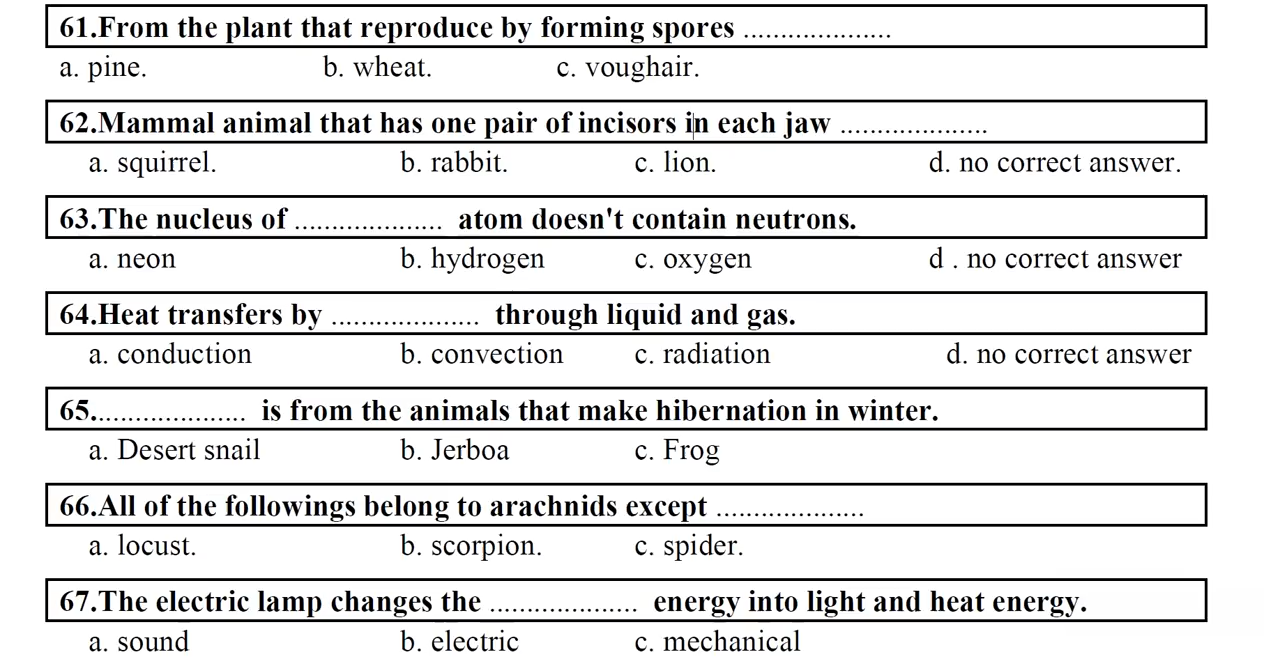 61.From the plant that reproduce by forming spores ....................
a. pine. b. wheat. c. voughair.
62.Mammal animal that has one pair of incisors in each jaw ....................
a. squirrel. b. rabbit. c. lion. d. no correct answer.
63.The nucleus of .................... atom doesn't contain neutrons.
a. neon b. hydrogen c. oxygen d . no correct answer
64.Heat transfers by .................... through liquid and gas.
a. conduction b. convection c. radiation d. no correct answer
65..................... is from the animals that make hibernation in winter.
a. Desert snail b. Jerboa c. Frog
66.All of the followings belong to arachnids except ....................
a. locust. b. scorpion. c. spider.
67.The electric lamp changes the .................... energy into light and heat energy.
a. sound b. electric c. mechanical